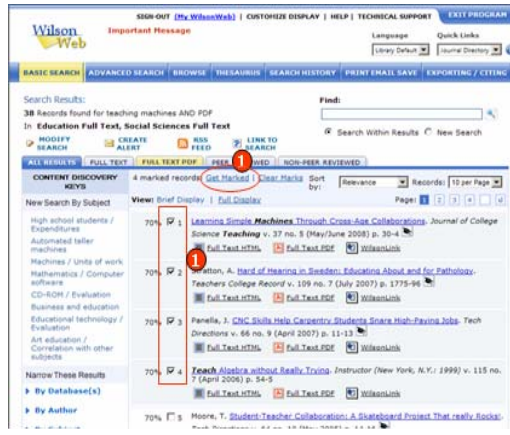 SIGN-OUT (My WilsonWeb) | CUSTOMIZE DISPLAY | HELP | TECHNICAL SUPPORT EXIT PROGRAM
Wilson Web
Important Message
Language Quick Links
Library Default Journal Directory
BASIC SEARCH ADVANCED SEARCH BROWSE THESAURUS SEARCH HISTORY PRINT EMAIL SAVE EXPORTING / CITING
Search Results:
38 Records found for teaching machines AND PDF
In Education Full Text, Social Sciences Full Text
Find:
Search Within Results New Search
MODIFY SEARCH CREATE ALERT RSS FEED LINK TO SEARCH
ALL RESULTS FULL TEXT FULL TEXT PDF PEER NON-PEER REVIEWED
1
CONTENT DISCOVERY KEYS
4 marked records: Get Marked | Clear Marks Sort by: Relevance Records: 10 per Page
View: Brief Display | Full Display Page: 1 2 3 4
New Search By Subject
High school students / Expenditures
Automated teller machines
Machines / Units of work
Mathematics / Computer software
CD-ROM / Evaluation
Business and education
Educational technology / Evaluation
Art education / Correlation with other subjects
Narrow These Results
By Database(s)
By Author
70% 1 Learning Simple Machines Through Cross-Age Collaborations. Journal of College
Science Teaching v. 37 no. 5 (May/June 2008) p. 30-4
Full Text HTML Full Text PDF WilsonLink
1
70% 2 Stratton, A. Hard of Hearing in Sweden: Educating About and for Pathology.
Teachers College Record v. 109 no. 7 (July 2007) p. 1775-96
Full Text HTML Full Text PDF WilsonLink
70% 3 Panella, J. CNC Skills Help Carpentry Students Snare High-Paying Jobs. Tech
Directions v. 66 no. 9 (April 2007) p. 11-13
Full Text HTML Full Text PDF WilsonLink
70% 4 Teach Algebra without Really Trying. Instructor (New York, N.Y.: 1999) v. 115 no.
7 (April 2006) p. 54-5
Full Text HTML Full Text PDF WilsonLink
70% 5 Moore, T. Student-Teacher Collaboration: A Skateboard Project That really Rocks!.